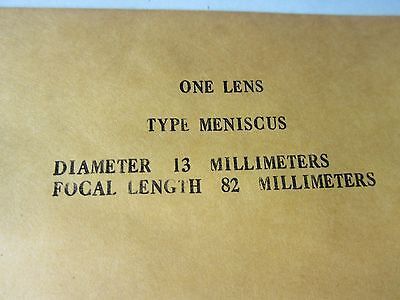 ONE LENS
TYPE MENISCUS
DIAMETER 13 MILLIMETERS
FOCAL LENGTH 82 MILLIMETERS